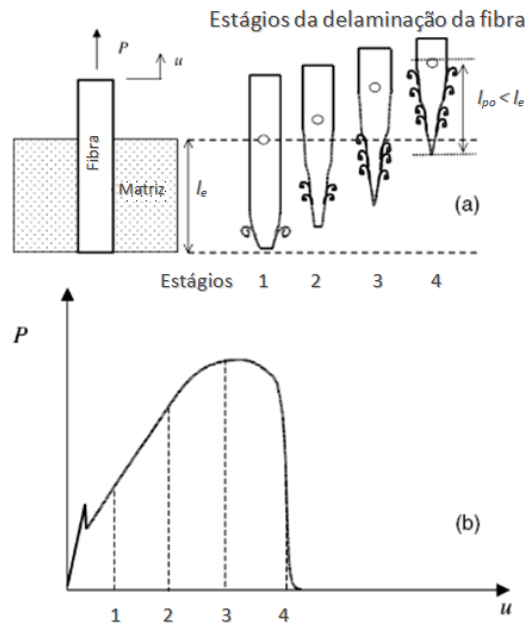 Estágios da delaminação da fibra
P
u
Fibra
Matriz
l_e
l_po < l_e
(a)
Estágios 1 2 3 4
P
(b)
1 2 3 4
u